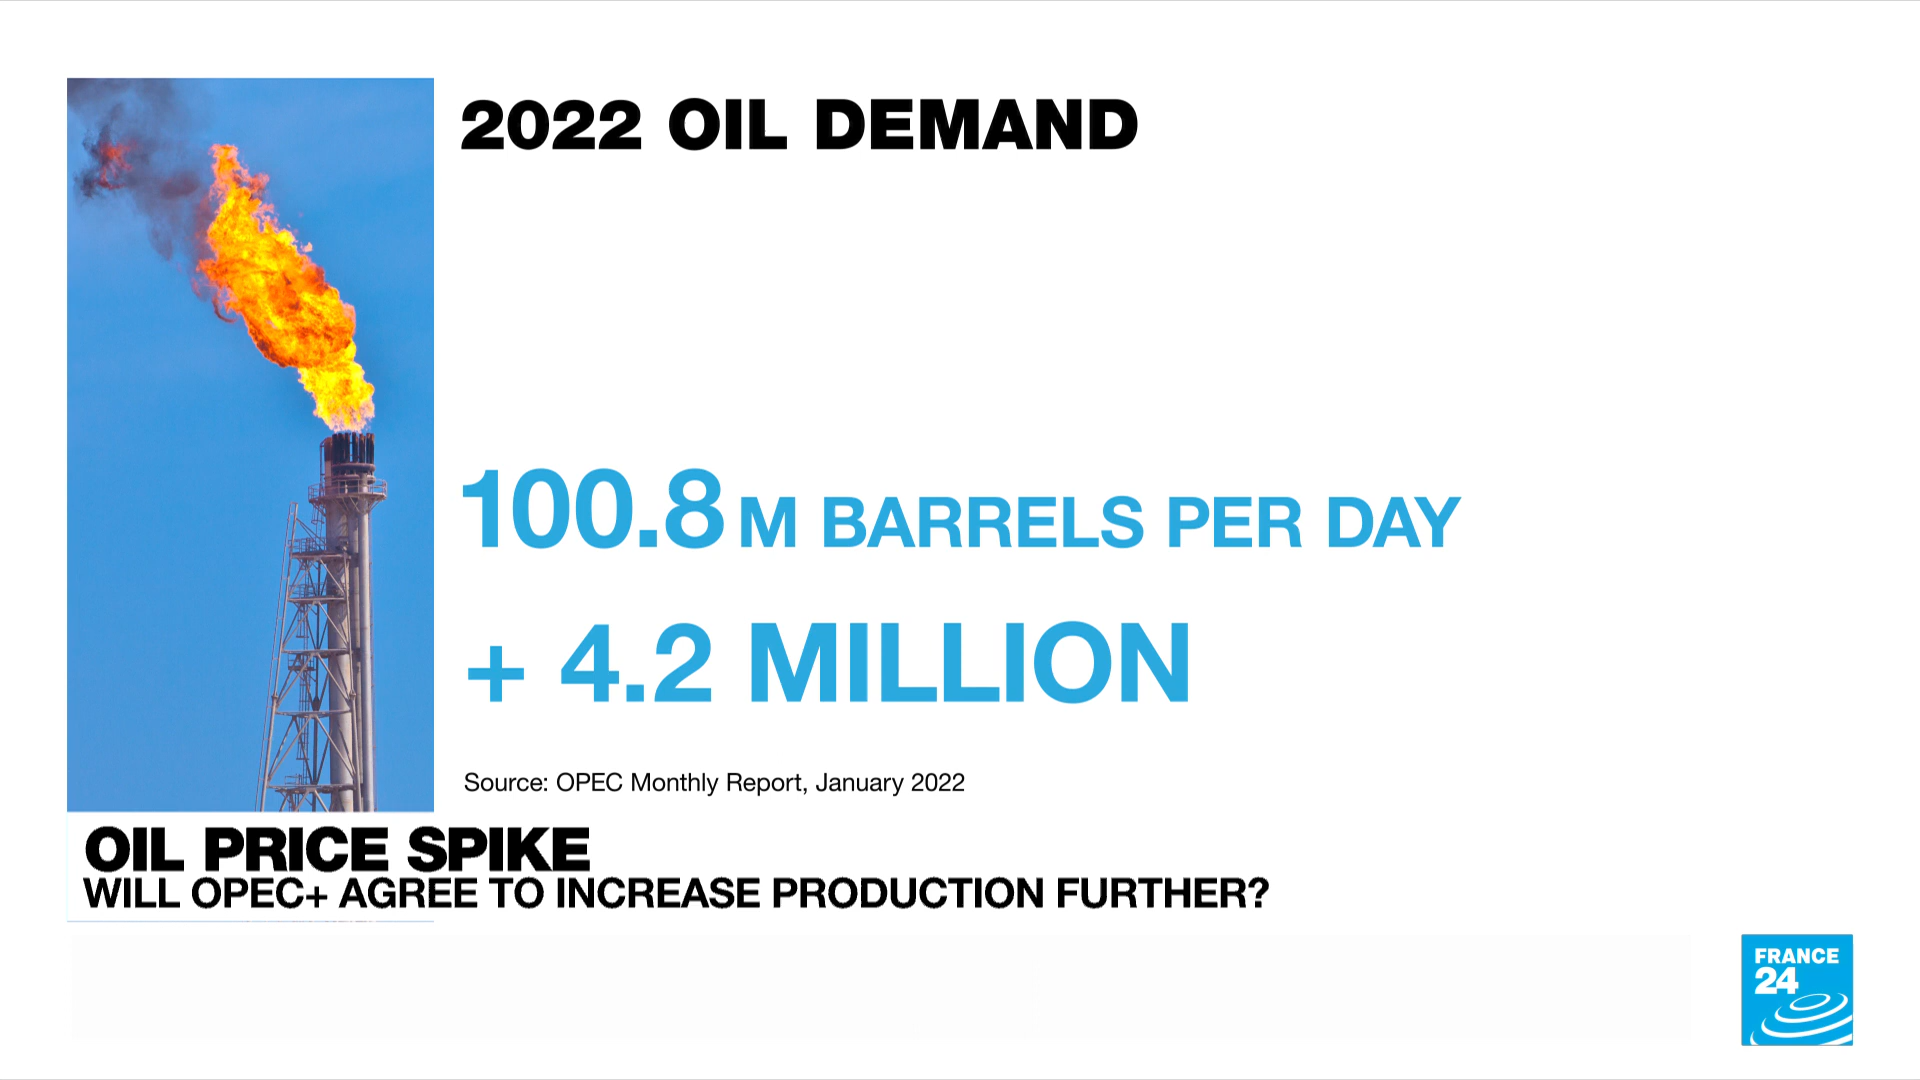 2022 OIL DEMAND
100.8 M BARRELS PER DAY
+ 4.2 MILLION
Source: OPEC Monthly Report, January 2022
OIL PRICE SPIKE
WILL OPEC+ AGREE TO INCREASE PRODUCTION FURTHER?
FRANCE
24